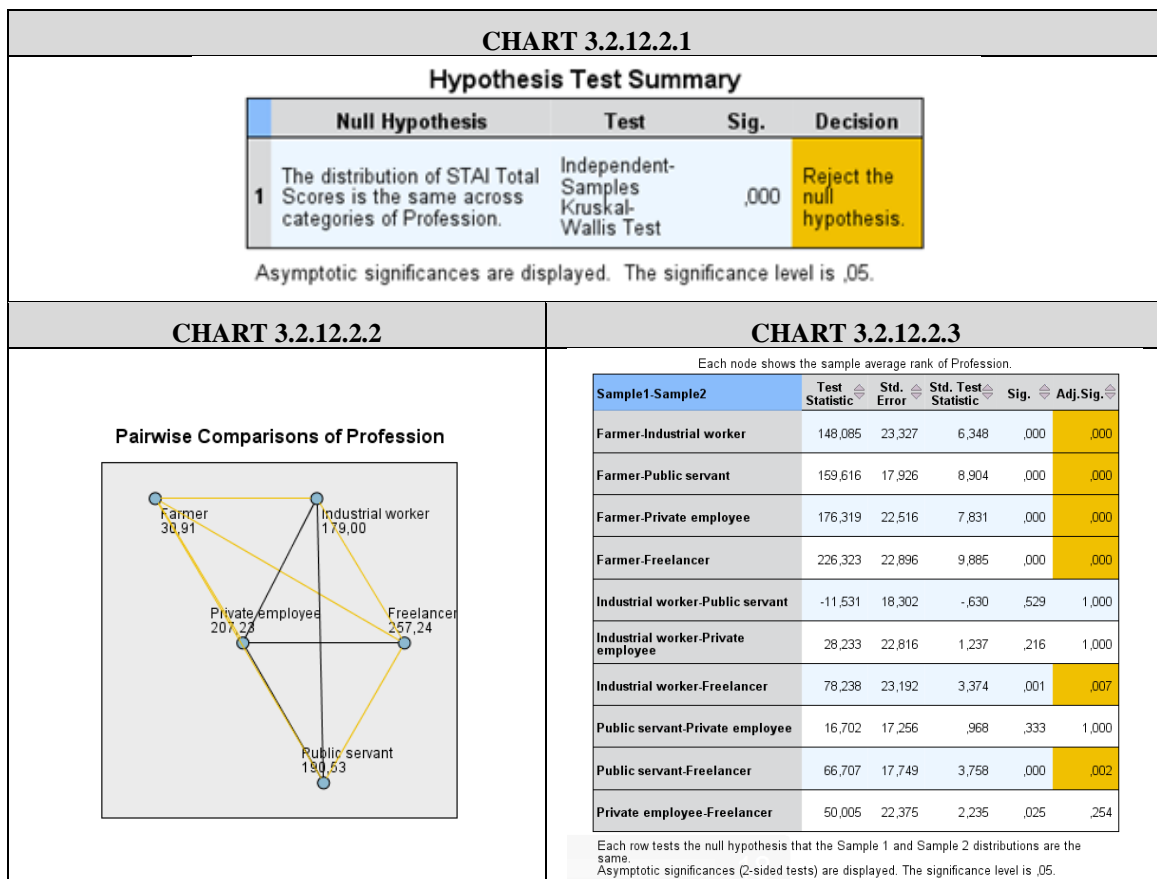 CHART 3.2.12.2.1
Hypothesis Test Summary
Null Hypothesis Test Sig. Decision
1 The distribution of STAI Total Scores is the same across categories of Profession. Independent-Samples Kruskal-Wallis Test ,000 Reject the null hypothesis.
Asymptotic significances are displayed. The significance level is ,05.
CHART 3.2.12.2.2
Pairwise Comparisons of Profession
Farmer
30,91
Industrial worker
179,00
Private employee
207,23
Freelancer
257,24
Public servant
190,53
CHART 3.2.12.2.3
Each node shows the sample average rank of Profession.
Sample1-Sample2 Test Statistic Std. Error Std. Test Statistic Sig. Adj.Sig.
Farmer-Industrial worker 148,085 23,327 6,348 ,000 ,000
Farmer-Public servant 159,616 17,926 8,904 ,000 ,000
Farmer-Private employee 176,319 22,516 7,831 ,000 ,000
Farmer-Freelancer 226,323 22,896 9,885 ,000 ,000
Industrial worker-Public servant -11,531 18,302 -,630 ,529 1,000
Industrial worker-Private employee 28,233 22,816 1,237 ,216 1,000
Industrial worker-Freelancer 78,238 23,192 3,374 ,001 ,007
Public servant-Private employee 16,702 17,256 ,968 ,333 1,000
Public servant-Freelancer 66,707 17,749 3,758 ,000 ,002
Private employee-Freelancer 50,005 22,375 2,235 ,025 ,254
Each row tests the null hypothesis that the Sample 1 and Sample 2 distributions are the
same.
Asymptotic significances (2-sided tests) are displayed. The significance level is ,05.